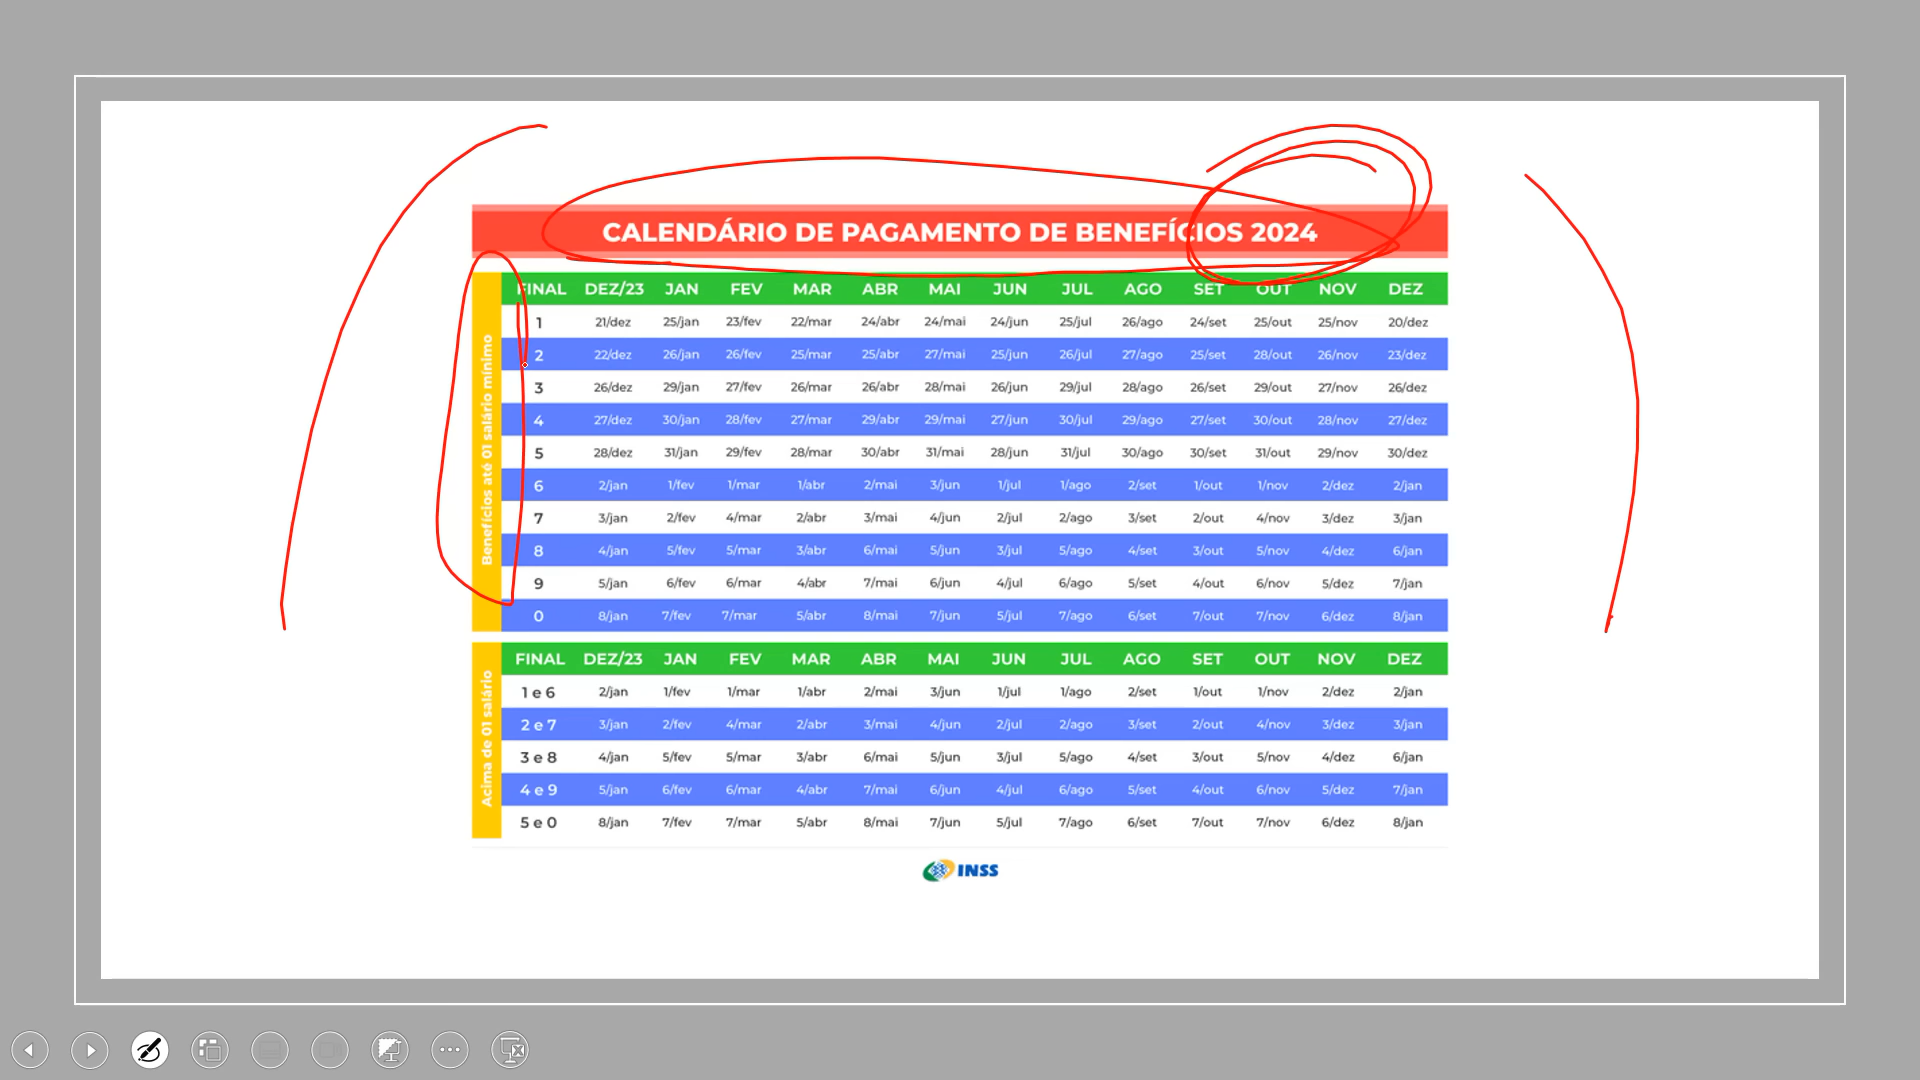 CALENDÁRIO DE PAGAMENTO DE BENEFÍCIOS 2024
Benefícios até 01 salário mínimo
FINAL DEZ/23 JAN FEV MAR ABR MAI JUN JUL AGO SET OUT NOV DEZ
1 21/dez 25/jan 23/fev 22/mar 24/abr 24/mai 24/jun 25/jul 26/ago 24/set 25/out 25/nov 20/dez
2 22/dez 26/jan 26/fev 25/mar 25/abr 27/mai 25/jun 26/jul 27/ago 25/set 28/out 26/nov 23/dez
3 26/dez 29/jan 27/fev 26/mar 26/abr 28/mai 26/jun 29/jul 28/ago 26/set 29/out 27/nov 26/dez
4 27/dez 30/jan 28/fev 27/mar 29/abr 29/mai 27/jun 30/jul 29/ago 27/set 30/out 28/nov 27/dez
5 28/dez 31/jan 29/fev 28/mar 30/abr 31/mai 28/jun 31/jul 30/ago 30/set 31/out 29/nov 30/dez
6 2/jan 1/fev 1/mar 1/abr 2/mai 3/jun 1/jul 1/ago 2/set 1/out 1/nov 2/dez 2/jan
7 3/jan 2/fev 4/mar 2/abr 3/mai 4/jun 2/jul 2/ago 3/set 2/out 4/nov 3/dez 3/jan
8 4/jan 5/fev 5/mar 3/abr 6/mai 5/jun 3/jul 5/ago 4/set 3/out 5/nov 4/dez 6/jan
9 5/jan 6/fev 6/mar 4/abr 7/mai 6/jun 4/jul 6/ago 5/set 4/out 6/nov 5/dez 7/jan
0 8/jan 7/fev 7/mar 5/abr 8/mai 7/jun 5/jul 7/ago 6/set 7/out 7/nov 6/dez 8/jan
Acima de 01 salário
FINAL DEZ/23 JAN FEV MAR ABR MAI JUN JUL AGO SET OUT NOV DEZ
1 e 6 2/jan 1/fev 1/mar 1/abr 2/mai 3/jun 1/jul 1/ago 2/set 1/out 1/nov 2/dez 2/jan
2 e 7 3/jan 2/fev 4/mar 2/abr 3/mai 4/jun 2/jul 2/ago 3/set 2/out 4/nov 3/dez 3/jan
3 e 8 4/jan 5/fev 5/mar 3/abr 6/mai 5/jun 3/jul 5/ago 4/set 3/out 5/nov 4/dez 6/jan
4 e 9 5/jan 6/fev 6/mar 4/abr 7/mai 6/jun 4/jul 6/ago 5/set 4/out 6/nov 5/dez 7/jan
5 e 0 8/jan 7/fev 7/mar 5/abr 8/mai 7/jun 5/jul 7/ago 6/set 7/out 7/nov 6/dez 8/jan
INSS